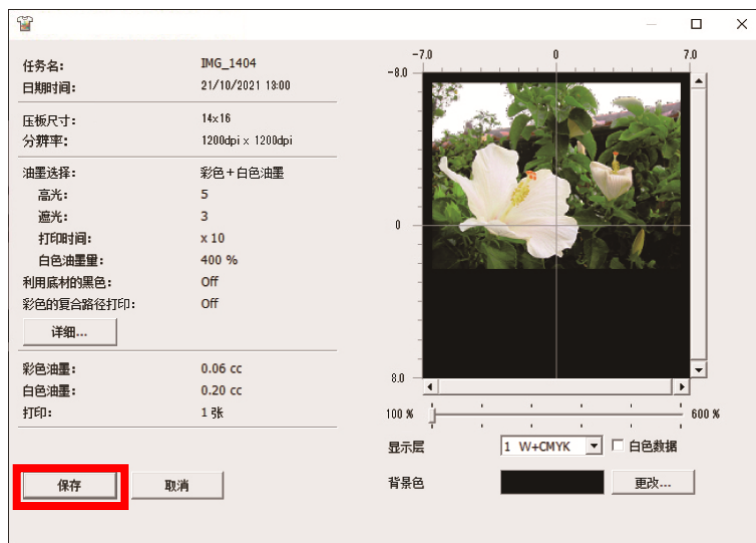 任务名: IMG_1404
日期时间: 21/10/2021 13:00
压板尺寸: 14x16
分辨率: 1200dpi x 1200dpi
油墨选择: 彩色+白色油墨
高光: 5
遮光: 3
打印时间: x 10
白色油墨量: 400 %
利用底材的黑色: Off
彩色的复合路径打印: Off
详细...
彩色油墨: 0.06 cc
白色油墨: 0.20 cc
打印: 1 张
保存 取消
-7.0 0 7.0
-8.0
0
8.0
100 % 600 %
显示层 1 W+CMYK 白色数据
背景色 更改...